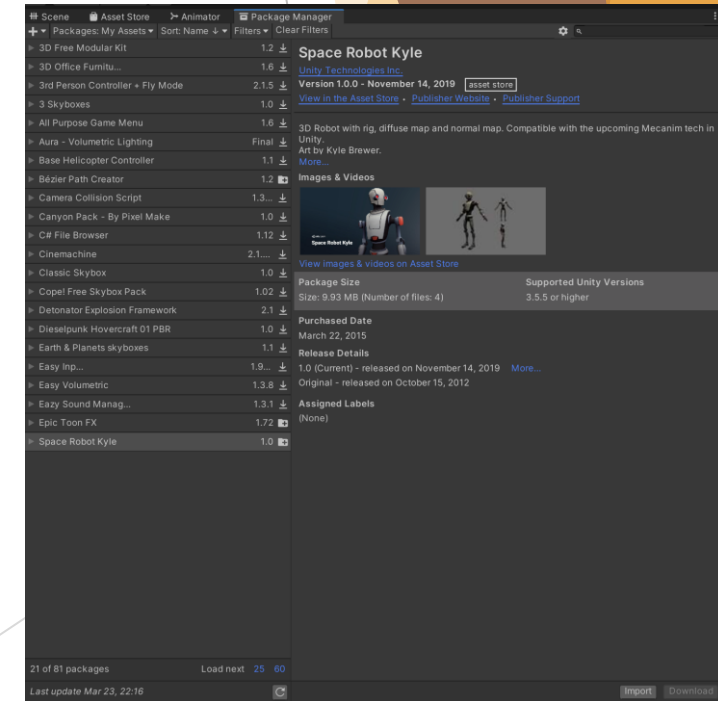 Scene Asset Store Animator Package Manager
Packages: My Assets Sort: Name ↓ Filters Clear Filters
3D Free Modular Kit 1.2
3D Office Furnitu... 1.6
3rd Person Controller + Fly Mode 2.1.5
3 Skyboxes 1.0
All Purpose Game Menu 1.6
Aura - Volumetric Lighting Final
Base Helicopter Controller 1.1
Bézier Path Creator 1.2
Camera Collision Script 1.3...
Canyon Pack - By Pixel Make 1.0
C# File Browser 1.12
Cinemachine 2.1....
Classic Skybox 1.0
Cope! Free Skybox Pack 1.02
Detonator Explosion Framework 2.1
Dieselpunk Hovercraft 01 PBR 1.0
Earth & Planets skyboxes 1.1
Easy Inp... 1.9...
Easy Volumetric 1.3.8
Eazy Sound Manag... 1.3.1
Epic Toon FX 1.72
Space Robot Kyle 1.0
21 of 81 packages Load next 25 60
Last update Mar 23, 22:16
Space Robot Kyle
Unity Technologies Inc.
Version 1.0.0 - November 14, 2019 asset store
View in the Asset Store • Publisher Website • Publisher Support
3D Robot with rig, diffuse map and normal map. Compatible with the upcoming Mecanim tech in
Unity.
Art by Kyle Brewer.
More...
Images & Videos
Space Robot Kyle
View images & videos on Asset Store
Package Size Supported Unity Versions
Size: 9.93 MB (Number of files: 4) 3.5.5 or higher
Purchased Date
March 22, 2015
Release Details
1.0 (Current) - released on November 14, 2019 More...
Original - released on October 15, 2012
Assigned Labels
(None)
Import Download